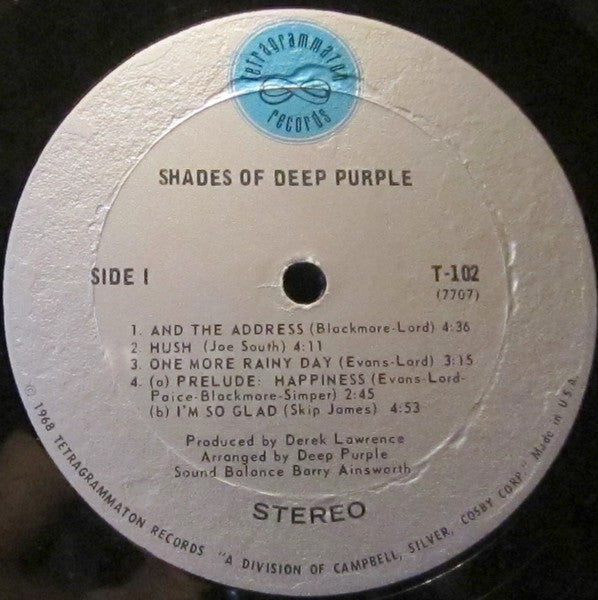 tetragrammaton
records
SHADES OF DEEP PURPLE
SIDE I
T-102
(7707)
1. AND THE ADDRESS (Blackmore-Lord) 4:36
2. HUSH (Joe South) 4:11
3. ONE MORE RAINY DAY (Evans-Lord) 3:15
4. (a) PRELUDE: HAPPINESS (Evans-Lord-
Paice-Blackmore-Simper) 2:45
(b) I'M SO GLAD (Skip James) 4:53
Produced by Derek Lawrence
Arranged by Deep Purple
Sound Balance Barry Ainsworth
STEREO
© 1968 TETRAGRAMMATON RECORDS "A DIVISION OF CAMPBELL, SILVER, COSBY CORP." Made in U.S.A.